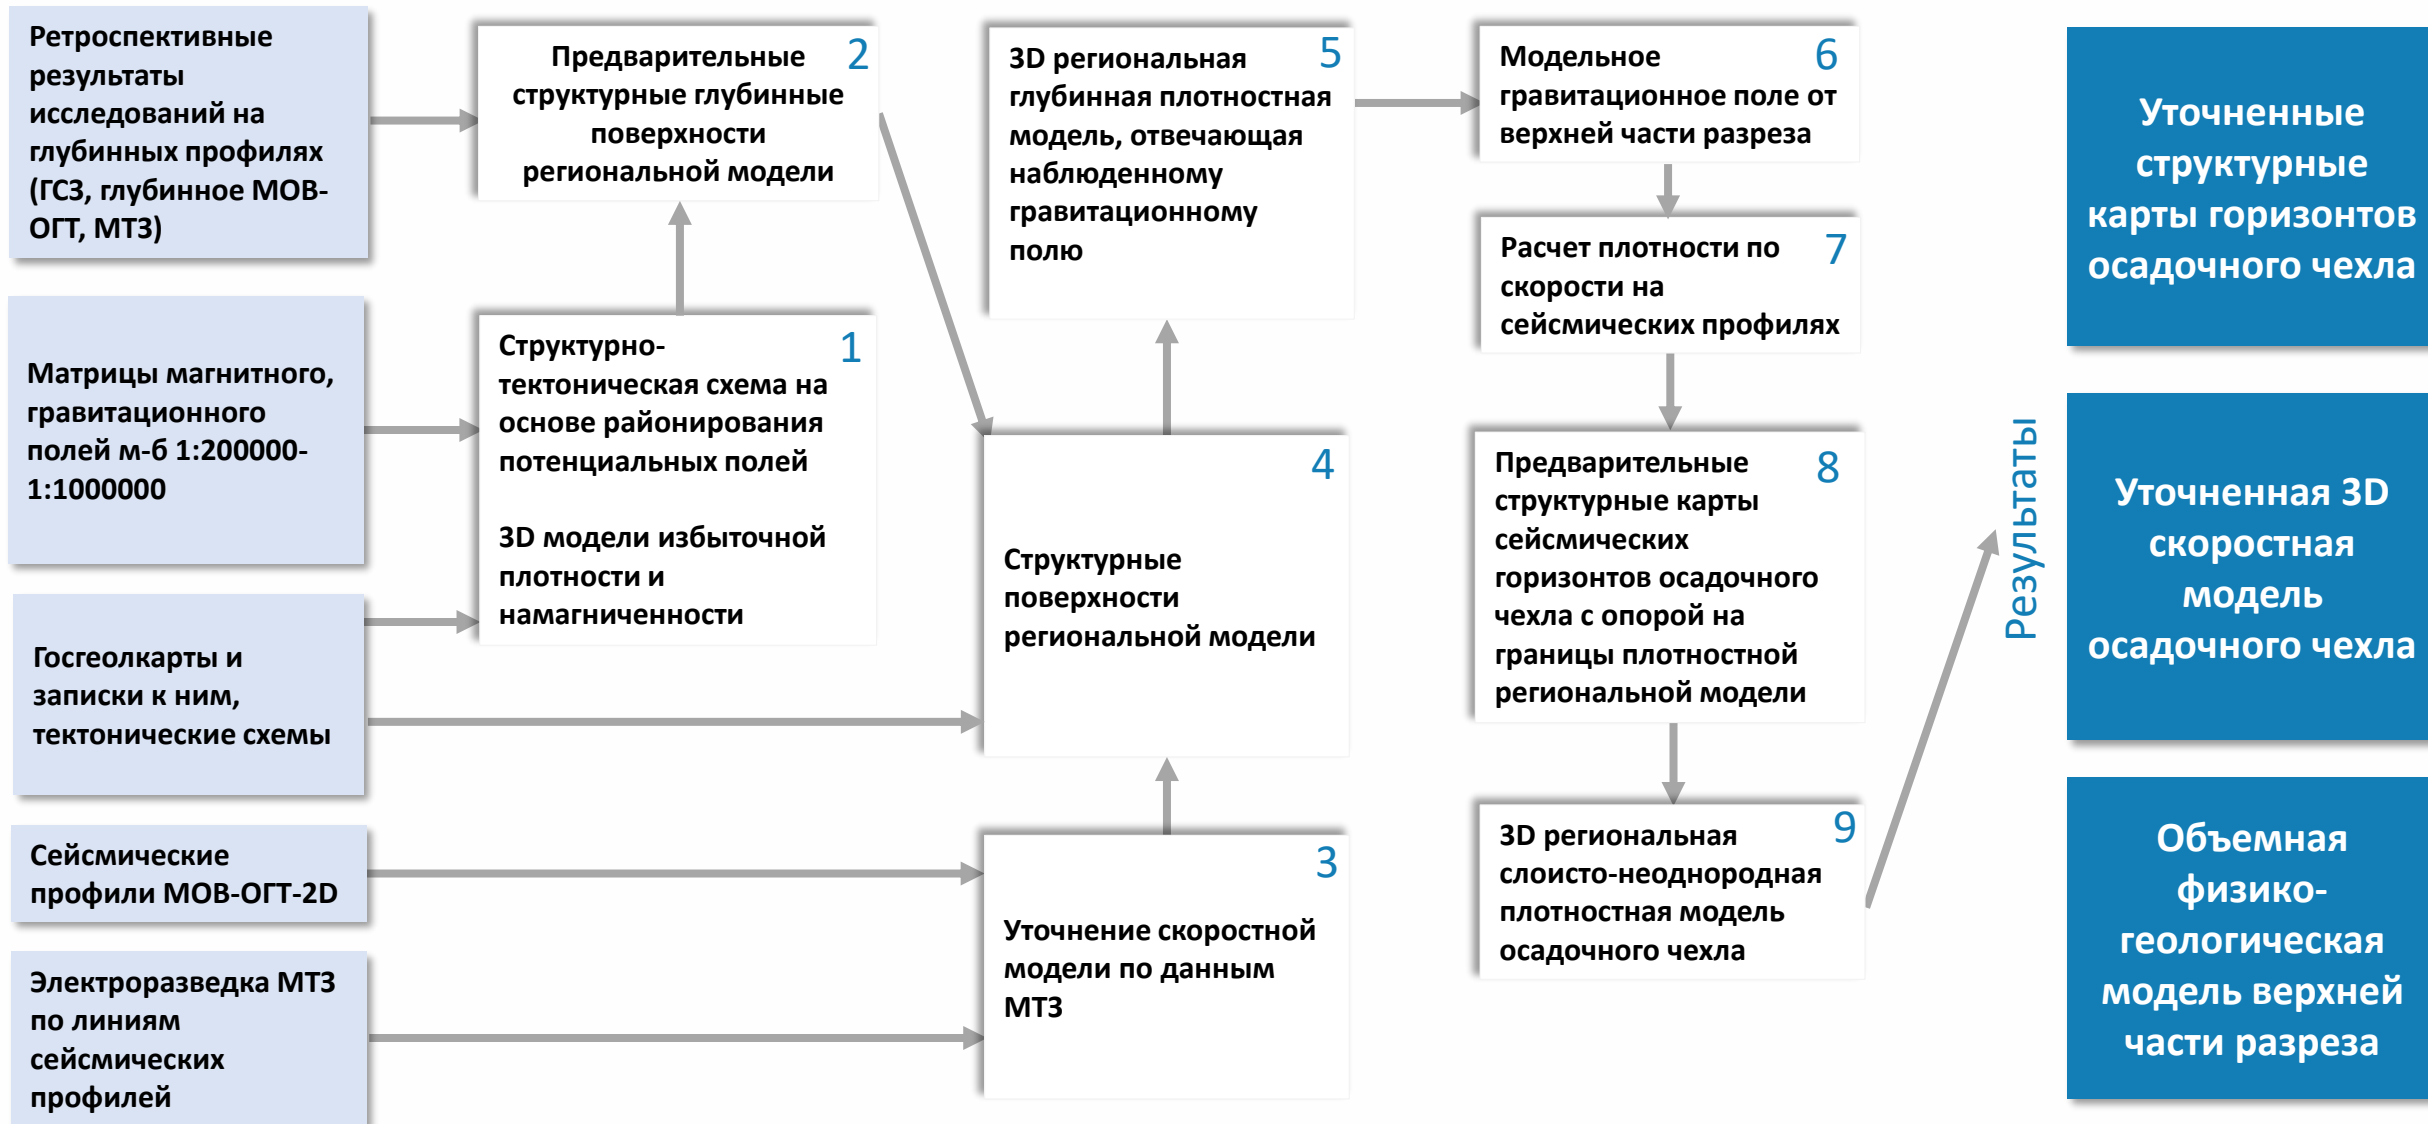 Ретроспективные
результаты
исследований на
глубинных профилях
(ГСЗ, глубинное МОВ-
ОГТ, МТЗ)
Матрицы магнитного,
гравитационного
полей м-б 1:200000-
1:1000000
Госгеолкарты и
записки к ним,
тектонические схемы
Сейсмические
профили МОВ-ОГТ-2D
Электроразведка МТЗ
по линиям
сейсмических
профилей
2
Предварительные
структурные глубинные
поверхности
региональной модели
1
Структурно-
тектоническая схема на
основе районирования
потенциальных полей
3D модели избыточной
плотности и
намагниченности
5
3D региональная
глубинная плотностная
модель, отвечающая
наблюденному
гравитационному
полю
4
Структурные
поверхности
региональной модели
3
Уточнение скоростной
модели по данным
МТЗ
6
Модельное
гравитационное поле от
верхней части разреза
7
Расчет плотности по
скорости на
сейсмических профилях
8
Предварительные
структурные карты
сейсмических
горизонтов осадочного
чехла с опорой на
границы плотностной
региональной модели
9
3D региональная
слоисто-неоднородная
плотностная модель
осадочного чехла
Результаты
Уточненные
структурные
карты горизонтов
осадочного чехла
Уточненная 3D
скоростная
модель
осадочного чехла
Объемная
физико-
геологическая
модель верхней
части разреза